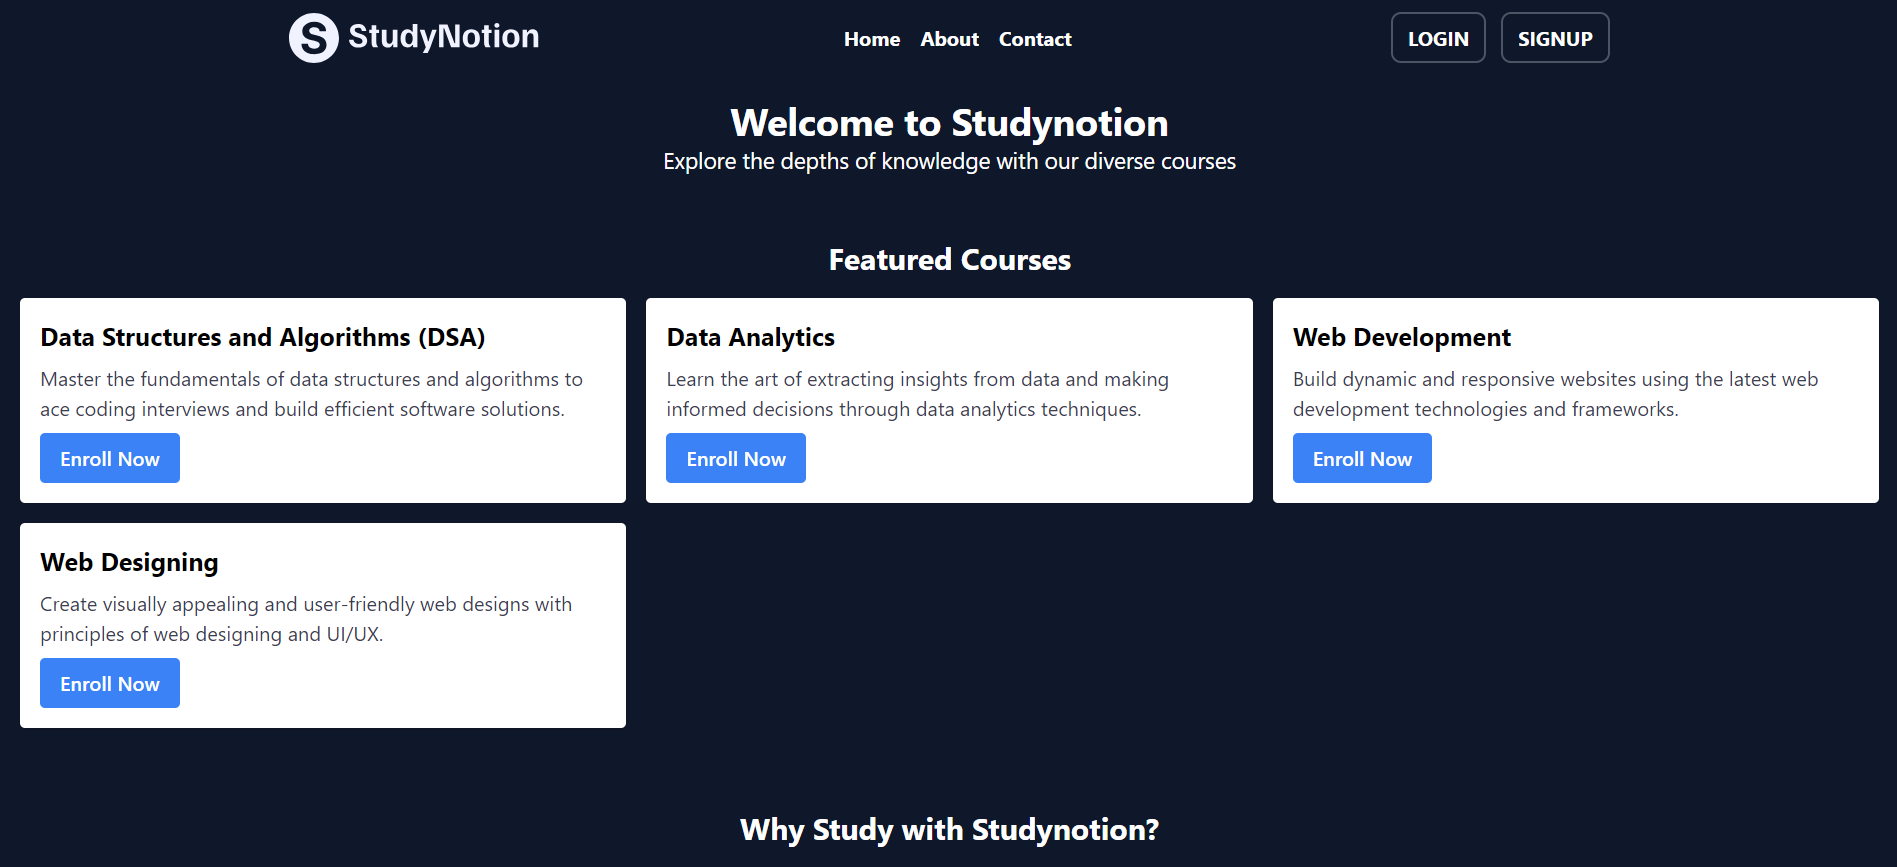 S StudyNotion
Home About Contact
LOGIN SIGNUP
Welcome to Studynotion
Explore the depths of knowledge with our diverse courses
Featured Courses
Data Structures and Algorithms (DSA)
Master the fundamentals of data structures and algorithms to
ace coding interviews and build efficient software solutions.
Enroll Now
Data Analytics
Learn the art of extracting insights from data and making
informed decisions through data analytics techniques.
Enroll Now
Web Development
Build dynamic and responsive websites using the latest web
development technologies and frameworks.
Enroll Now
Web Designing
Create visually appealing and user-friendly web designs with
principles of web designing and UI/UX.
Enroll Now
Why Study with Studynotion?